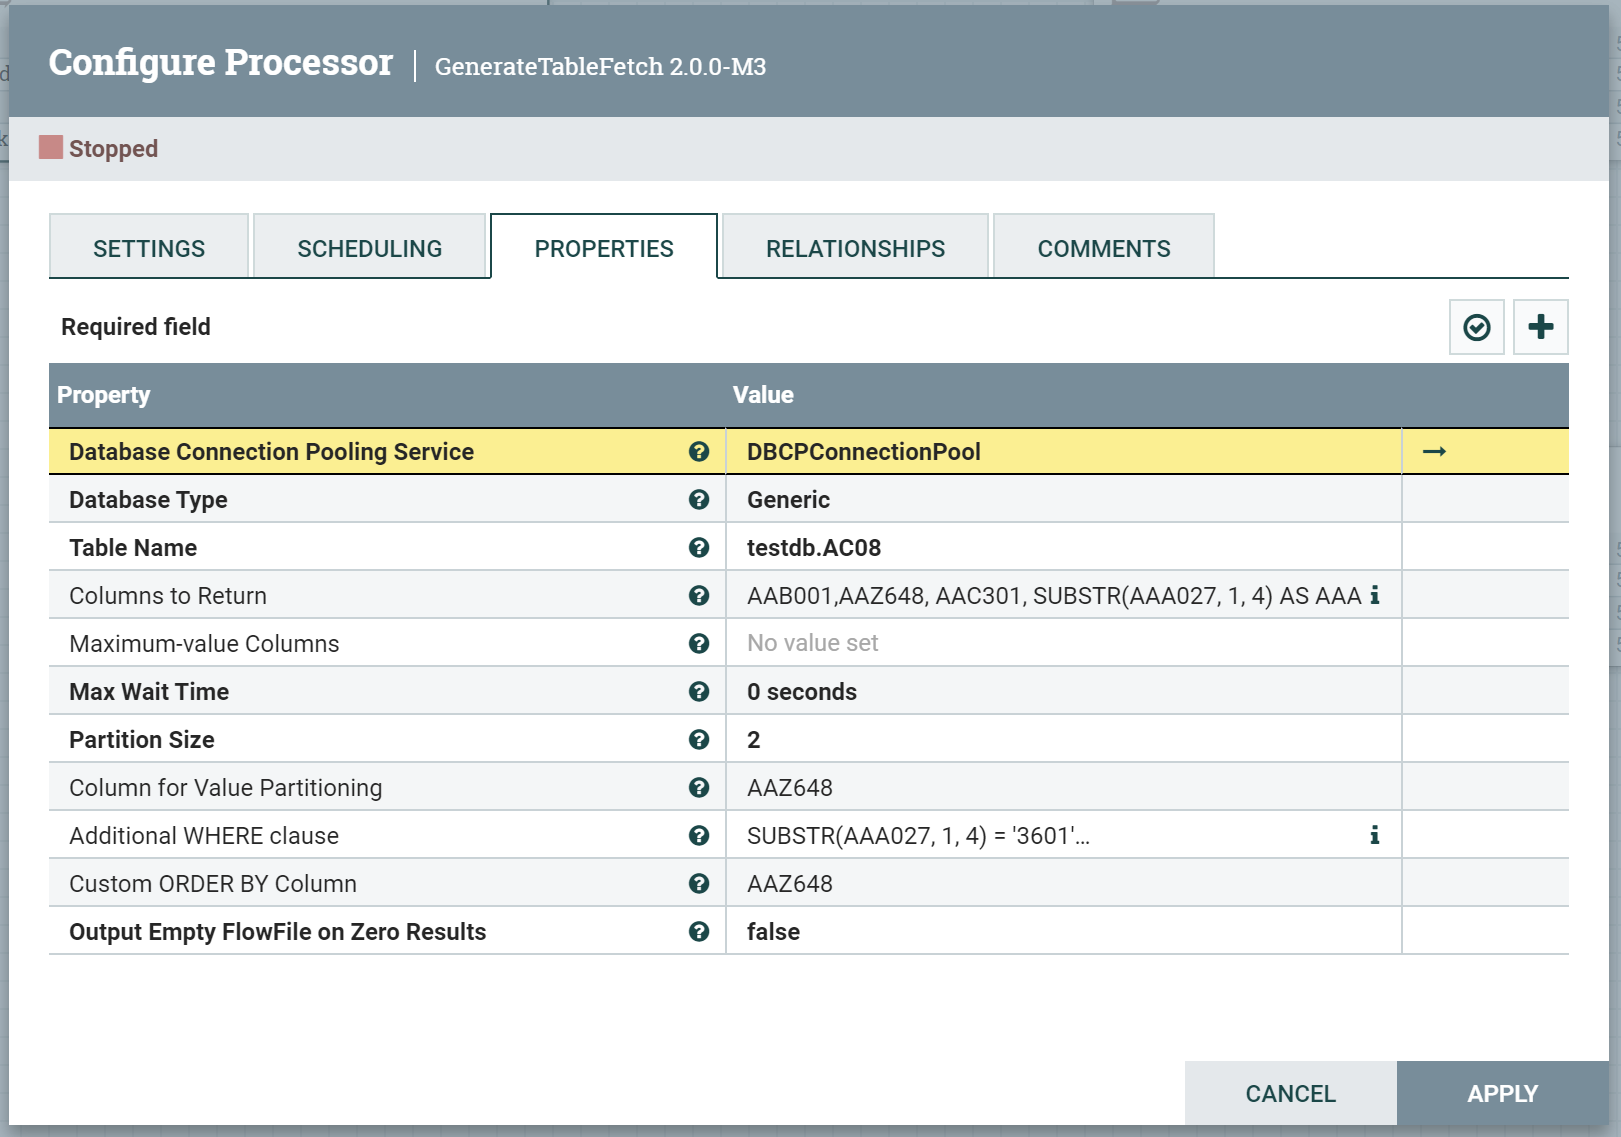 Configure Processor | GenerateTableFetch 2.0.0-M3
Stopped
SETTINGS SCHEDULING PROPERTIES RELATIONSHIPS COMMENTS
Required field
Property Value
Database Connection Pooling Service DBCPConnectionPool
Database Type Generic
Table Name testdb.AC08
Columns to Return AAB001,AAZ648, AAC301, SUBSTR(AAA027, 1, 4) AS AAA
Maximum-value Columns No value set
Max Wait Time 0 seconds
Partition Size 2
Column for Value Partitioning AAZ648
Additional WHERE clause SUBSTR(AAA027, 1, 4) = '3601'...
Custom ORDER BY Column AAZ648
Output Empty FlowFile on Zero Results false
CANCEL APPLY